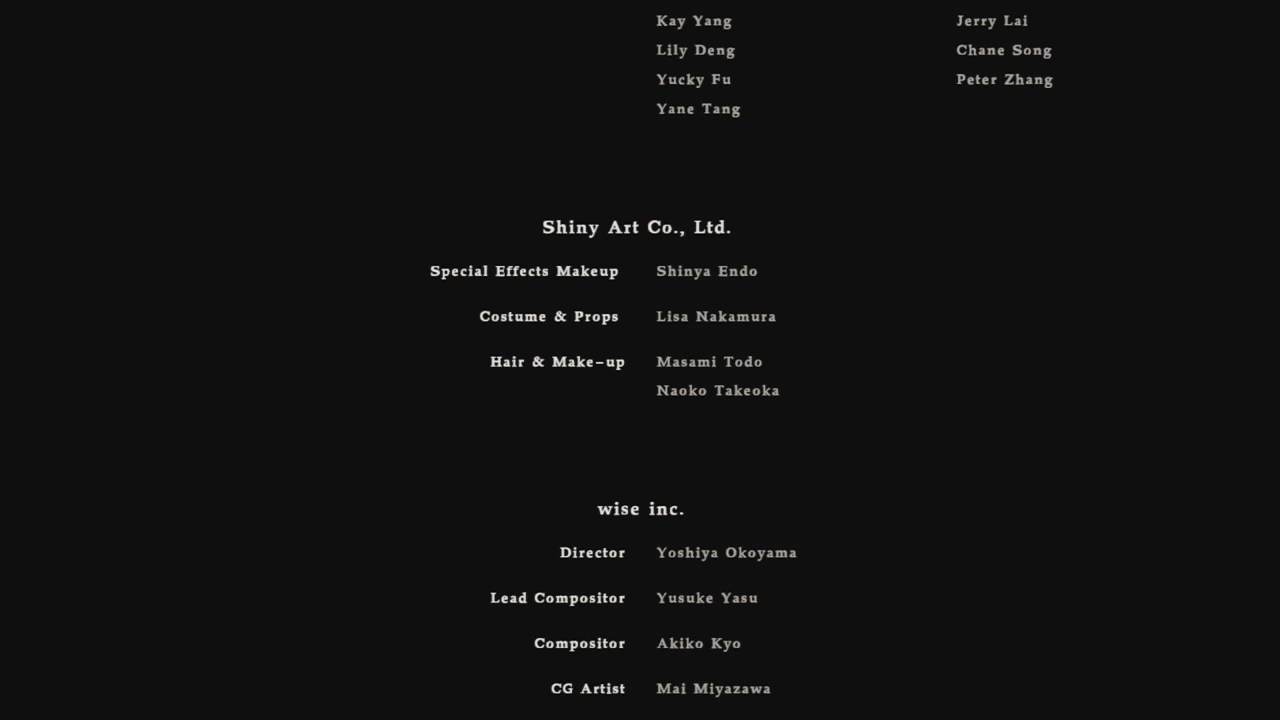 Kay Yang Jerry Lai
Lily Deng Chane Song
Yucky Fu Peter Zhang
Yane Tang
Shiny Art Co., Ltd.
Special Effects Makeup Shinya Endo
Costume & Props Lisa Nakamura
Hair & Make-up Masami Todo
Naoko Takeoka
wise inc.
Director Yoshiya Okoyama
Lead Compositor Yusuke Yasu
Compositor Akiko Kyo
CG Artist Mai Miyazawa